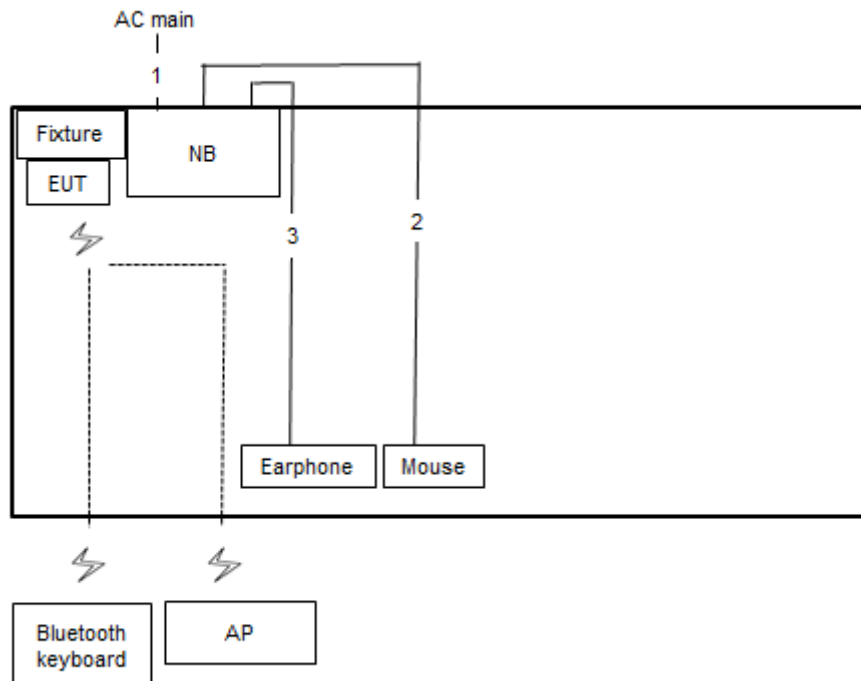 AC main
1
Fixture
NB
EUT
3
2
Earphone
Mouse
Bluetooth
keyboard
AP